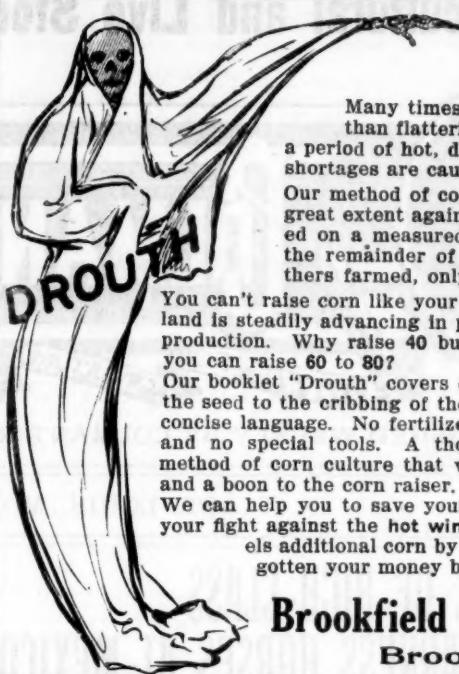 Many times
than flatterin
a period of hot, d
shortages are cau
Our method of co
great extent again
ed on a measured
the remainder of
thers farmed, only
DROUTH
You can't raise corn like your
land is steadily advancing in p
production. Why raise 40 bu
you can raise 60 to 80?
Our booklet "Drouth" covers
the seed to the cribbing of the
concise language. No fertilize
and no special tools. A the
method of corn culture that w
and a boon to the corn raiser.
We can help you to save your
your fight against the hot win
els additional corn by
gotten your money b
Brookfield
Broo